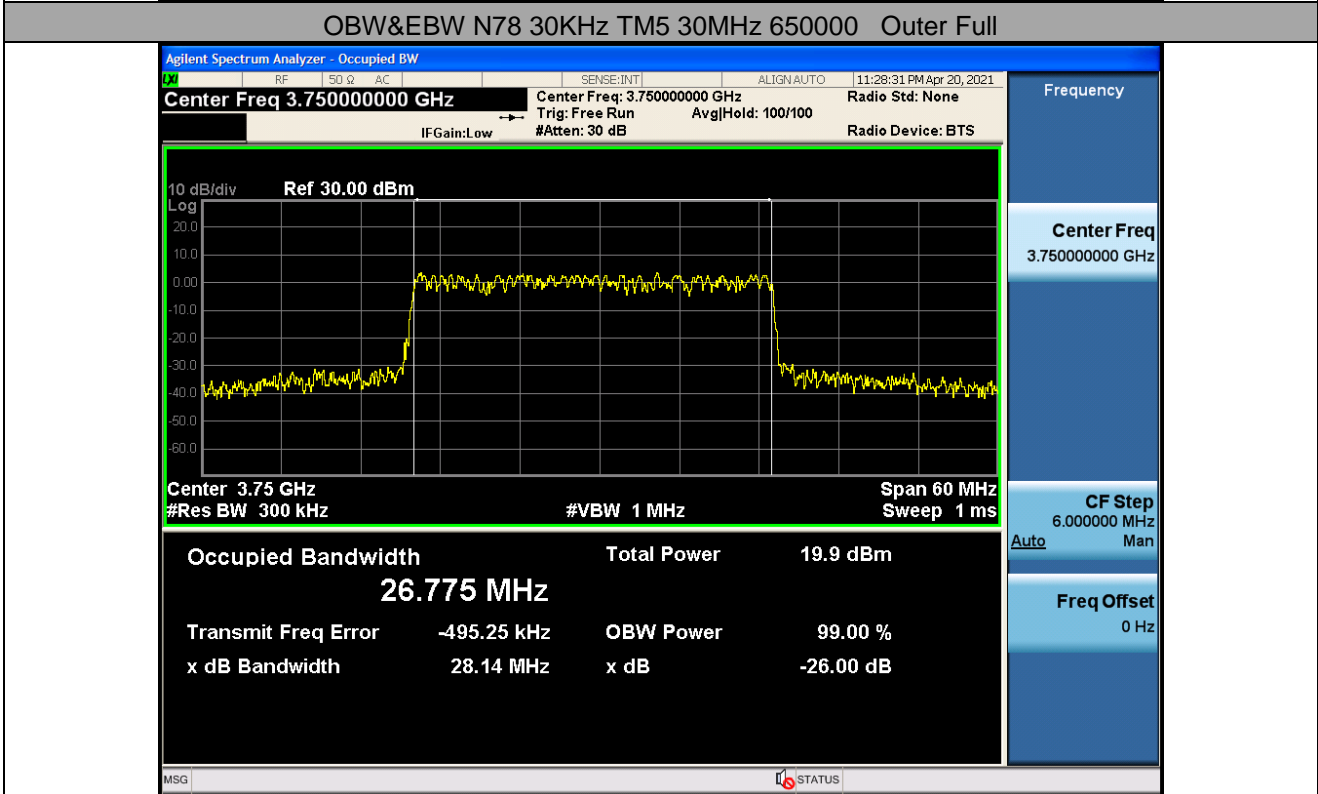 OBW&EBW N78 30KHz TM5 30MHz 650000 Outer Full
Agilent Spectrum Analyzer - Occupied BW
LXI RF 50 Ω AC SENSE:INT ALIGN AUTO 11:28:31 PM Apr 20, 2021
Center Freq 3.750000000 GHz
Center Freq: 3.750000000 GHz
Radio Std: None
Trig: Free Run Avg|Hold: 100/100
IFGain:Low
#Atten: 30 dB
Radio Device: BTS
10 dB/div Ref 30.00 dBm
Log
20.0
10.0
0.00
-10.0
-20.0
-30.0
-40.0
-50.0
-60.0
Center 3.75 GHz
Span 60 MHz
#Res BW 300 kHz
#VBW 1 MHz
Sweep 1 ms
Occupied Bandwidth
Total Power 19.9 dBm
26.775 MHz
Transmit Freq Error -495.25 kHz
OBW Power 99.00 %
x dB Bandwidth 28.14 MHz
x dB -26.00 dB
MSG
STATUS
Frequency
Center Freq
3.750000000 GHz
CF Step
6.000000 MHz
Auto Man
Freq Offset
0 Hz